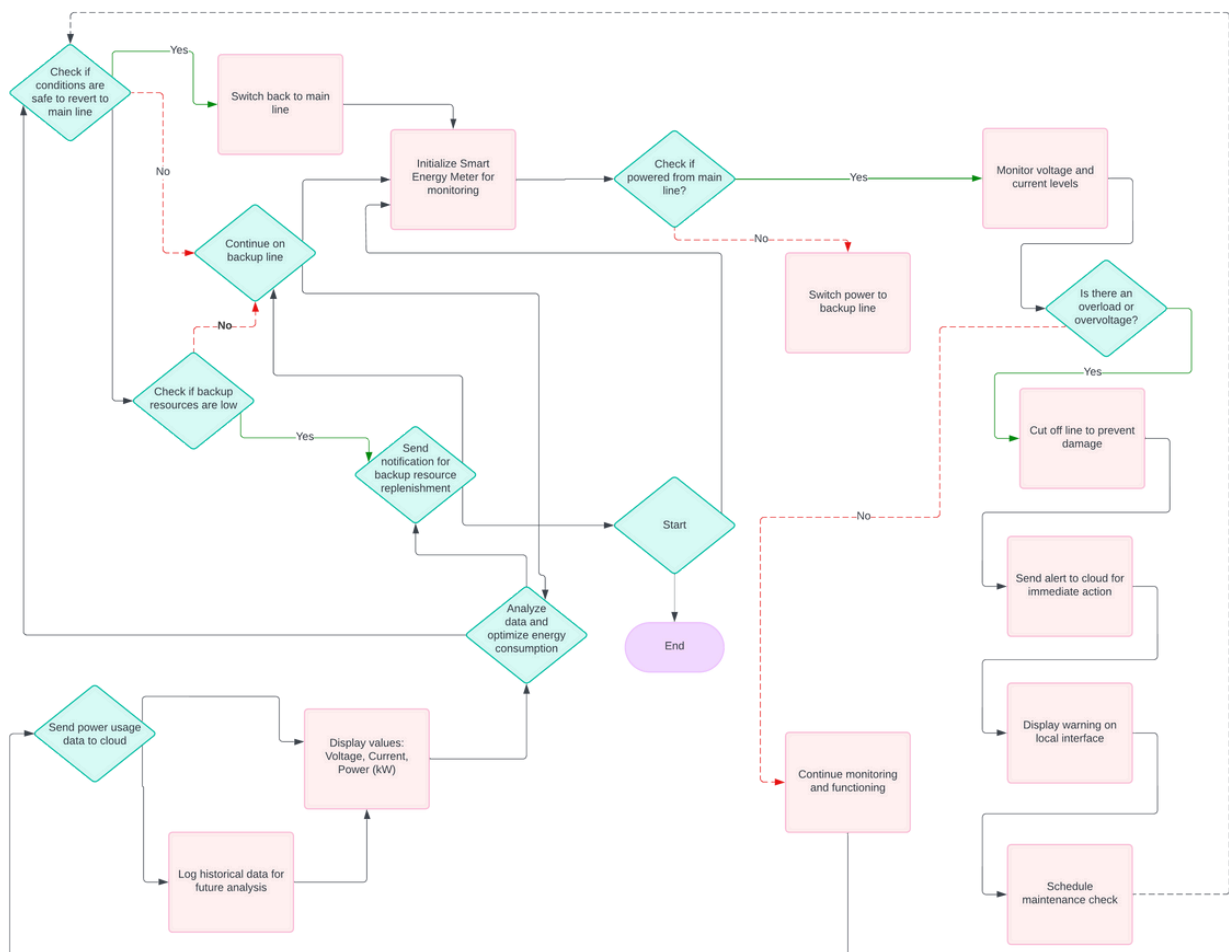 Yes
Check if
conditions are
safe to revert to
main line
Switch back to main
line
No
Initialize Smart
Energy Meter for
monitoring
Check if
powered from main
line?
Yes
Monitor voltage and
current levels
Continue on
backup line
No
Switch power to
backup line
Is there an
overload or
overvoltage?
No
Yes
Check if backup
resources are low
Yes
Send
notification for
backup resource
replenishment
Cut off line to prevent
damage
Start
No
Send alert to cloud for
immediate action
Analyze
data and
optimize energy
consumption
End
Send power usage
data to cloud
Display values:
Voltage, Current,
Power (kW)
Display warning on
local interface
Continue monitoring
and functioning
Log historical data for
future analysis
Schedule
maintenance check